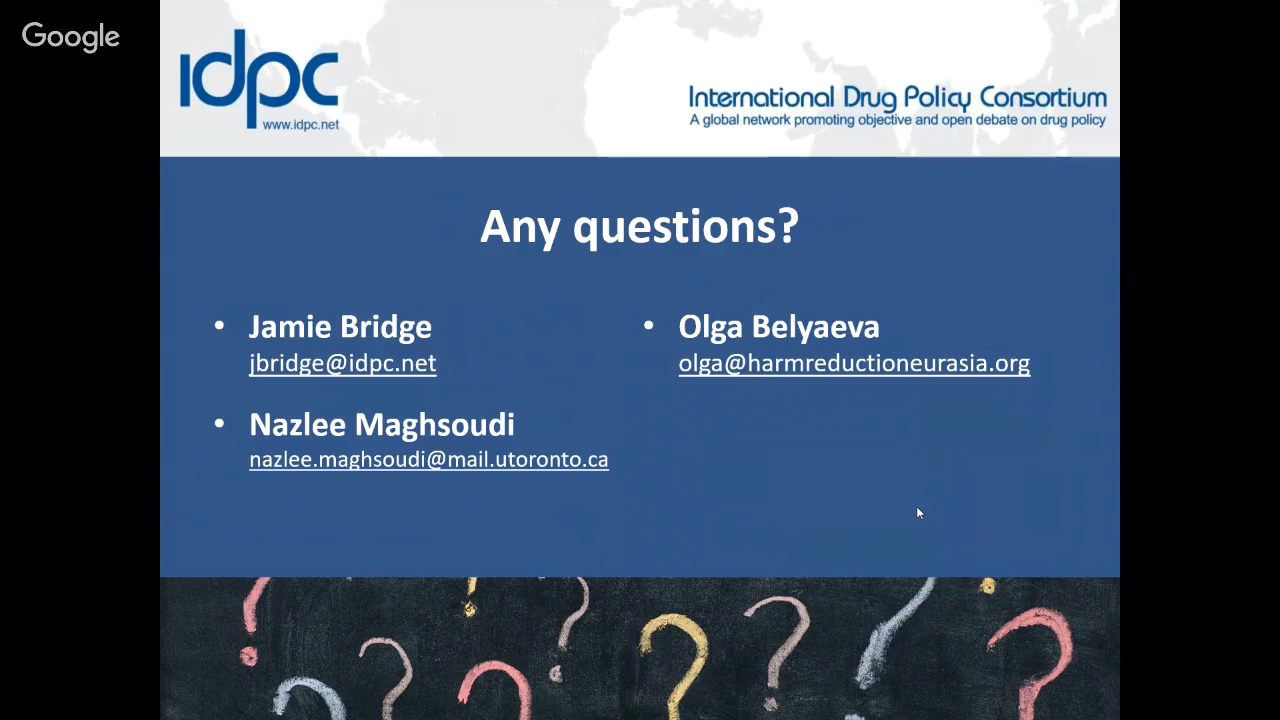 Google
idpc
www.idpc.net
International Drug Policy Consortium
A global network promoting objective and open debate on drug policy
Any questions?
• Jamie Bridge
jbridge@idpc.net
• Nazlee Maghsoudi
nazlee.maghsoudi@mail.utoronto.ca
• Olga Belyaeva
olga@harmreductioneurasia.org